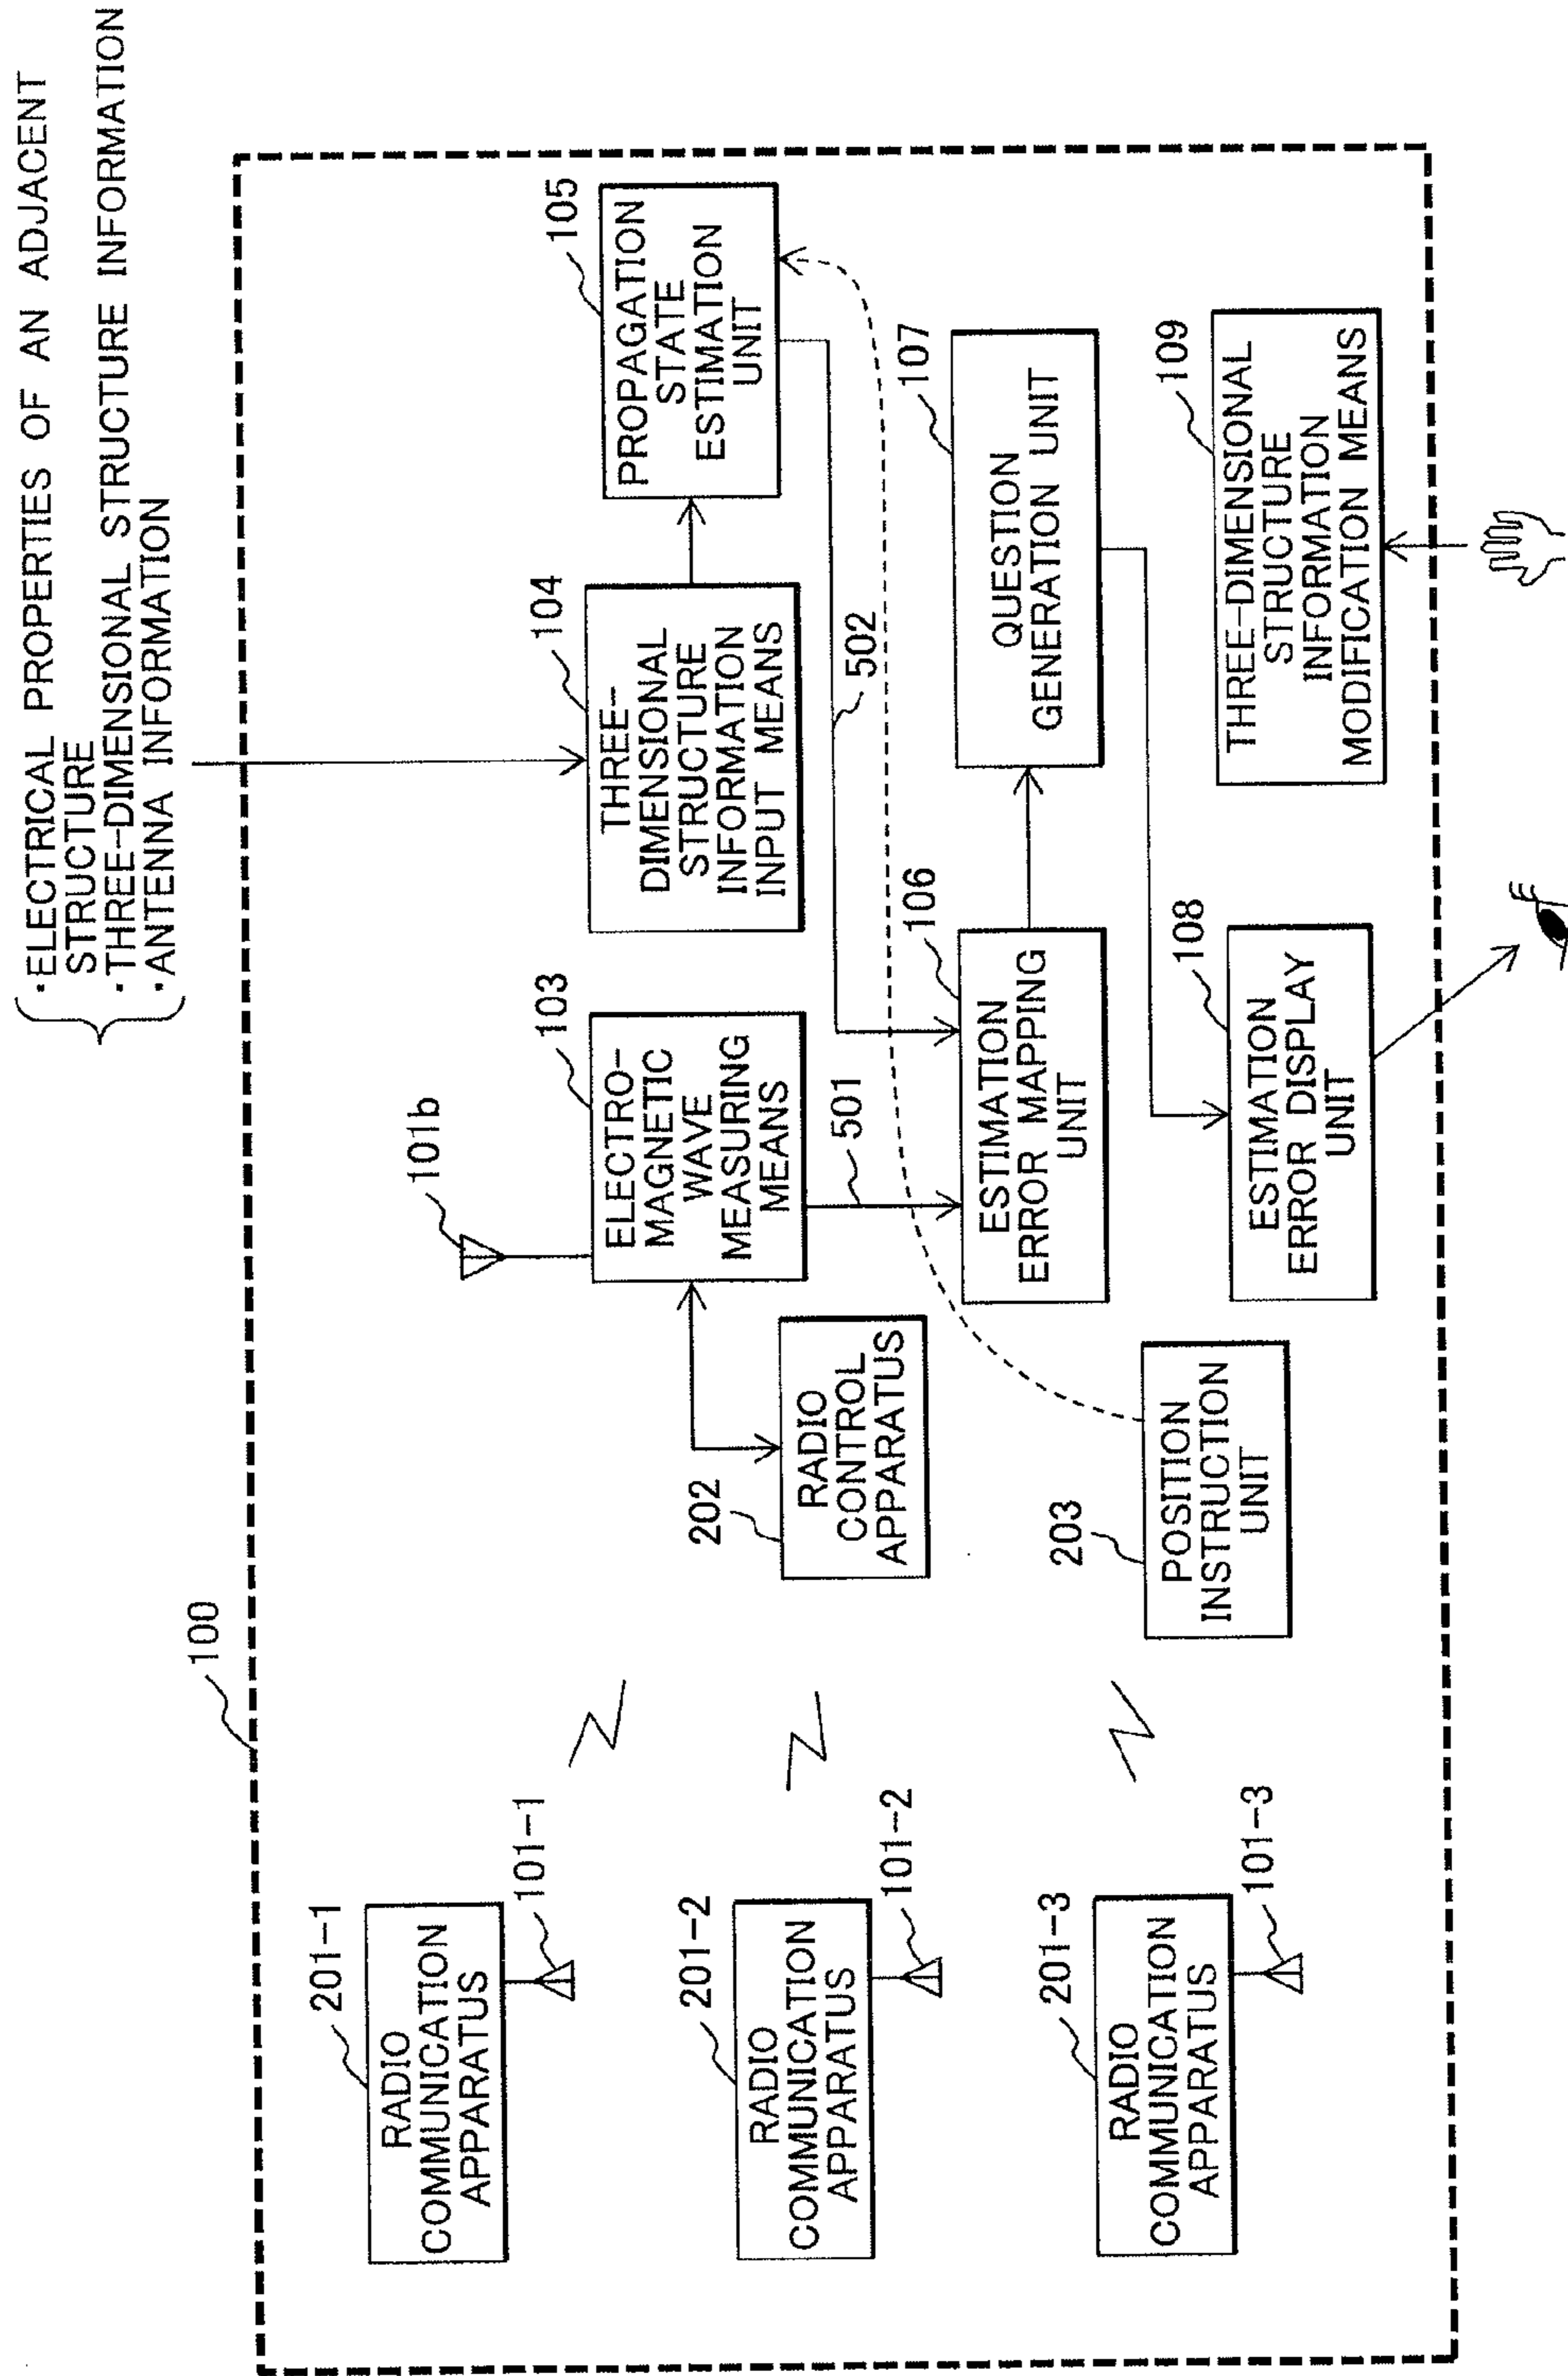 ·ELECTRICAL PROPERTIES OF AN ADJACENT
STRUCTURE
·THREE-DIMENSIONAL STRUCTURE INFORMATION
·ANTENNA INFORMATION
100
201-1
RADIO
COMMUNICATION
APPARATUS
101-1
201-2
RADIO
COMMUNICATION
APPARATUS
101-2
201-3
RADIO
COMMUNICATION
APPARATUS
101-3
101b
103
ELECTRO-
MAGNETIC
WAVE
MEASURING
MEANS
202
RADIO
CONTROL
APPARATUS
203
POSITION
INSTRUCTION
UNIT
104
THREE-
DIMENSIONAL
STRUCTURE
INFORMATION
INPUT MEANS
105
PROPAGATION
STATE
ESTIMATION
UNIT
501
502
106
ESTIMATION
ERROR MAPPING
UNIT
107
QUESTION
GENERATION UNIT
108
ESTIMATION
ERROR DISPLAY
UNIT
109
THREE-DIMENSIONAL
STRUCTURE
INFORMATION
MODIFICATION MEANS